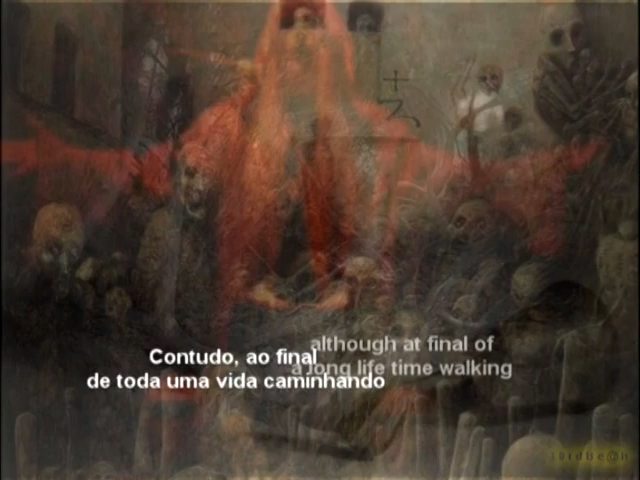 Contudo, ao final
de toda uma vida caminhando
although at final of
a long life time walking